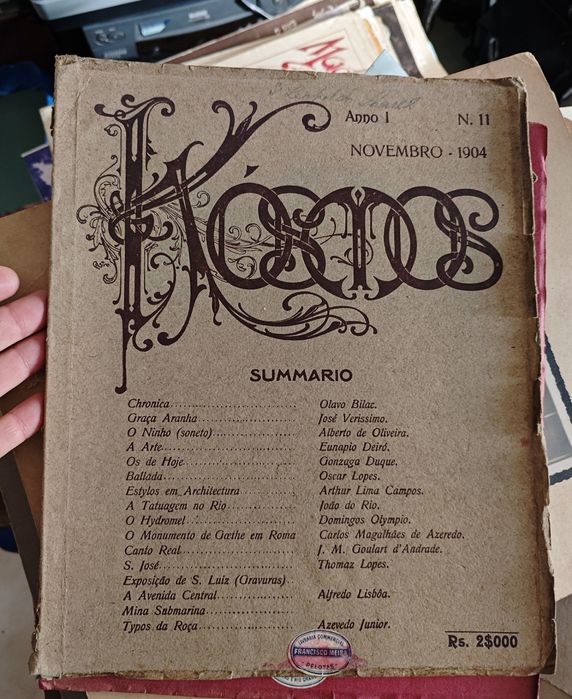 Anno I N. 11
NOVEMBRO - 1904
KÓSMOS
SUMMARIO
Chronica Olavo Bilac.
Graça Aranha José Verissimo.
O Ninho (soneto) Alberto de Oliveira.
A Arte Eunapio Deiró.
Os de Hoje Gonzaga Duque.
Ballada Oscar Lopes.
Estylos em Architectura Arthur Lima Campos.
A Tatuagem no Rio João do Rio.
O Hydromel Domingos Olympio.
O Monumento de Gœthe em Roma Carlos Magalhães de Azeredo.
Canto Real J. M. Goulart d'Andrade.
S. José Thomaz Lopes.
Exposição de S. Luiz (Gravuras)
A Avenida Central Alfredo Lisbôa.
Mina Submarina
Typos da Roça Azevedo Junior.
Rs. 2$000
LIVRARIA COMMERCIAL
FRANCISCO MEIRA
PELOTAS